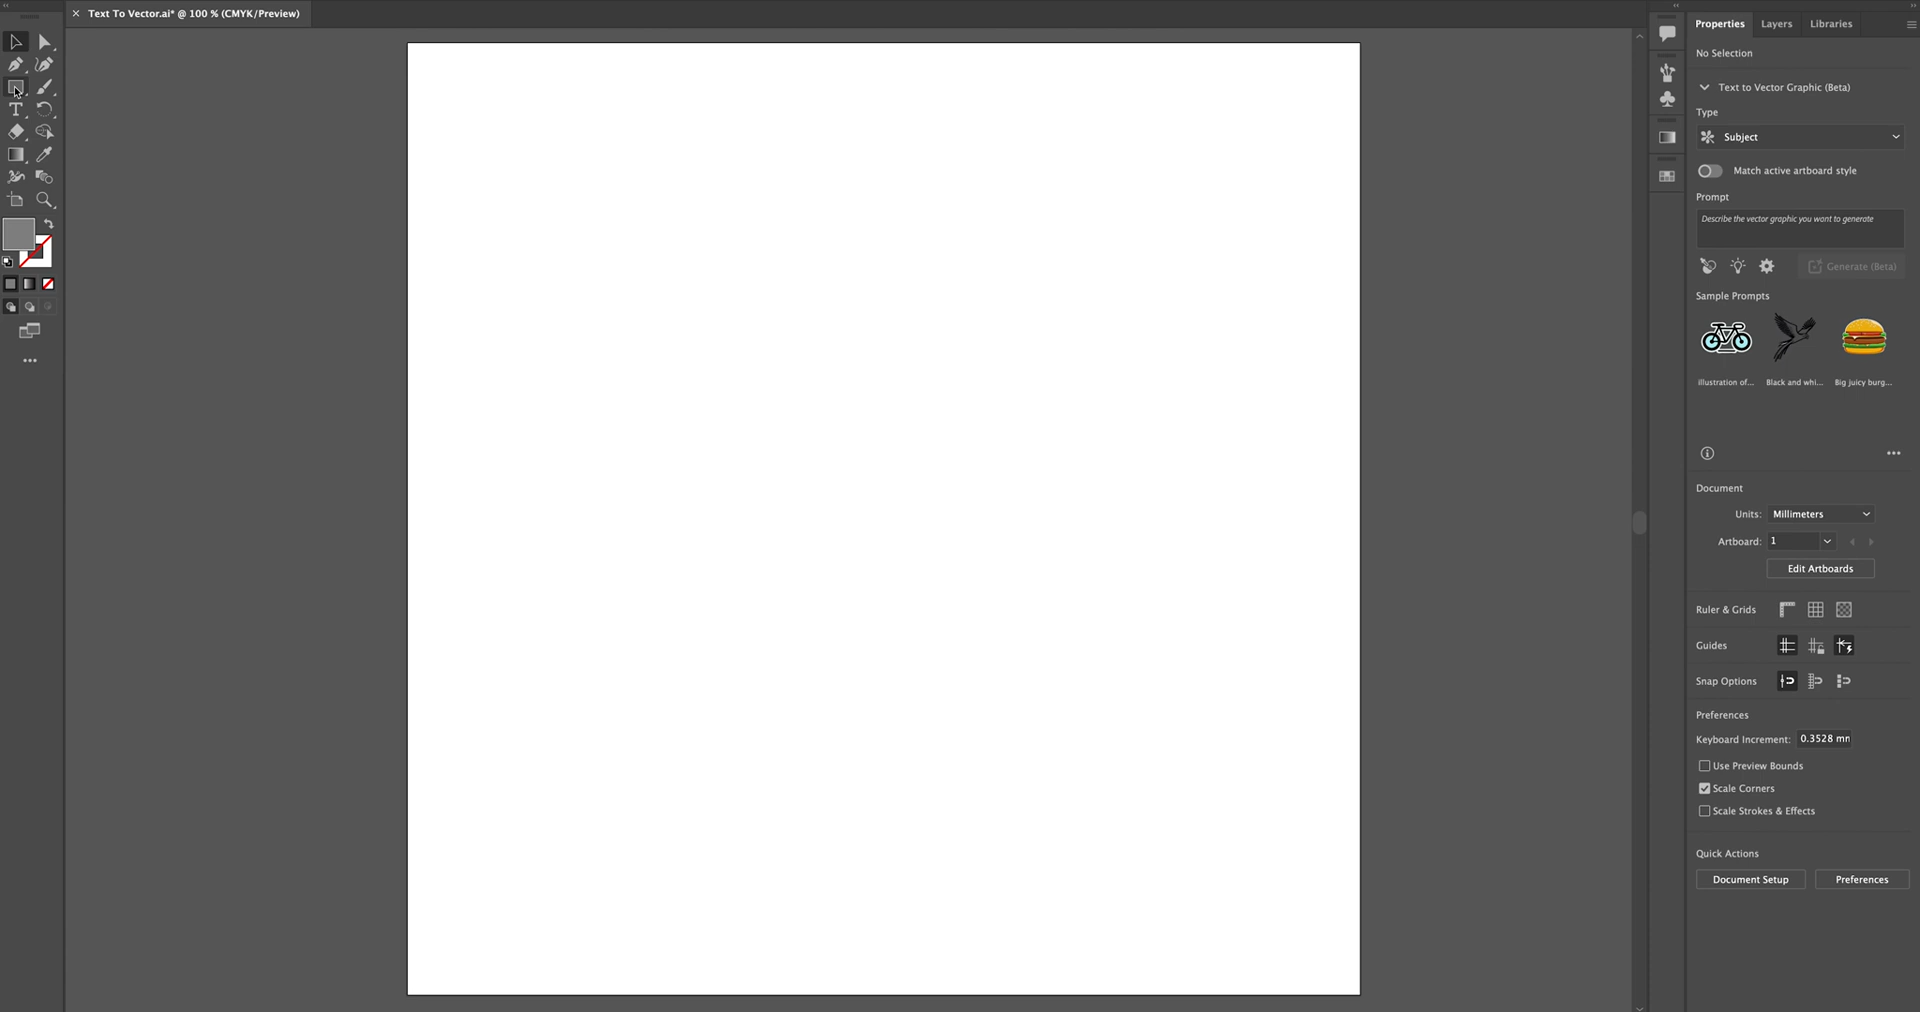 Text To Vector.ai* @ 100 % (CMYK/Preview)
Properties Layers Libraries
No Selection
Text to Vector Graphic (Beta)
Type
Subject
Match active artboard style
Prompt
Describe the vector graphic you want to generate
Generate (Beta)
Sample Prompts
illustration of... Black and whi... Big juicy burg...
Document
Units: Millimeters
Artboard: 1
Edit Artboards
Ruler & Grids
Guides
Snap Options
Preferences
Keyboard Increment: 0.3528 mm
Use Preview Bounds
Scale Corners
Scale Strokes & Effects
Quick Actions
Document Setup Preferences